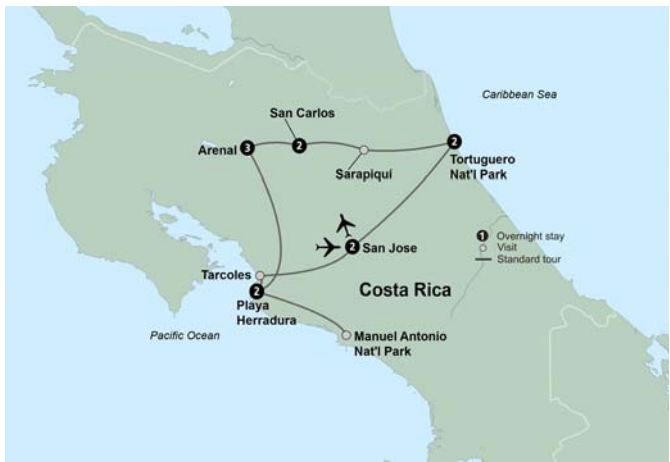 Caribbean Sea
San Carlos
2
3
2
Arenal
Sarapiquí
Tortuguero
Nat'l Park
2
San Jose
1 Overnight stay
Visit
Standard tour
Tarcoles
2
Costa Rica
Playa
Herradura
Pacific Ocean
Manuel Antonio
Nat'l Park